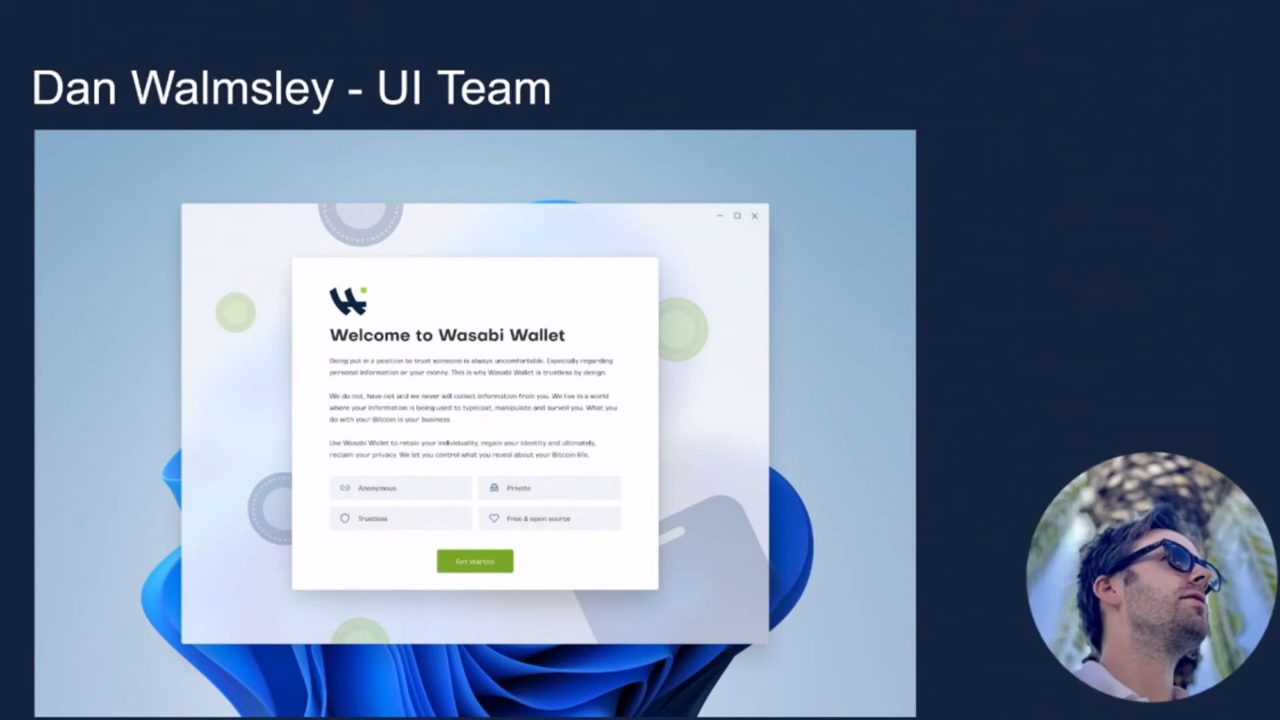 Dan Walmsley - UI Team
Welcome to Wasabi Wallet
Being put in a position to trust someone is always uncomfortable. Especially regarding
personal information or your money. This is why Wasabi Wallet is trustless by design.
We do not, have not and we never will collect information from you. We live in a world
where your information is being used to typecast, manipulate and surveil you. What you
do with your Bitcoin is your business.
Use Wasabi Wallet to retain your individuality, regain your identity and ultimately,
reclaim your privacy. We let you control what you reveal about your Bitcoin life.
Anonymous
Private
Trustless
Free & open source
Get started